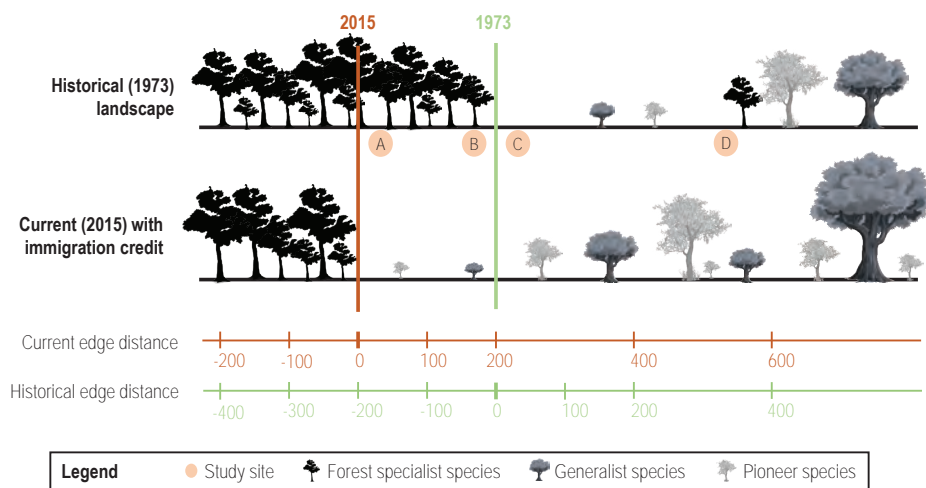 2015 1973
Historical (1973)
landscape
A B C D
Current (2015) with
immigration credit
Current edge distance
-200 -100 0 100 200 400 600
Historical edge distance
-400 -300 -200 -100 0 100 200 400
Legend Study site Forest specialist species Generalist species Pioneer species